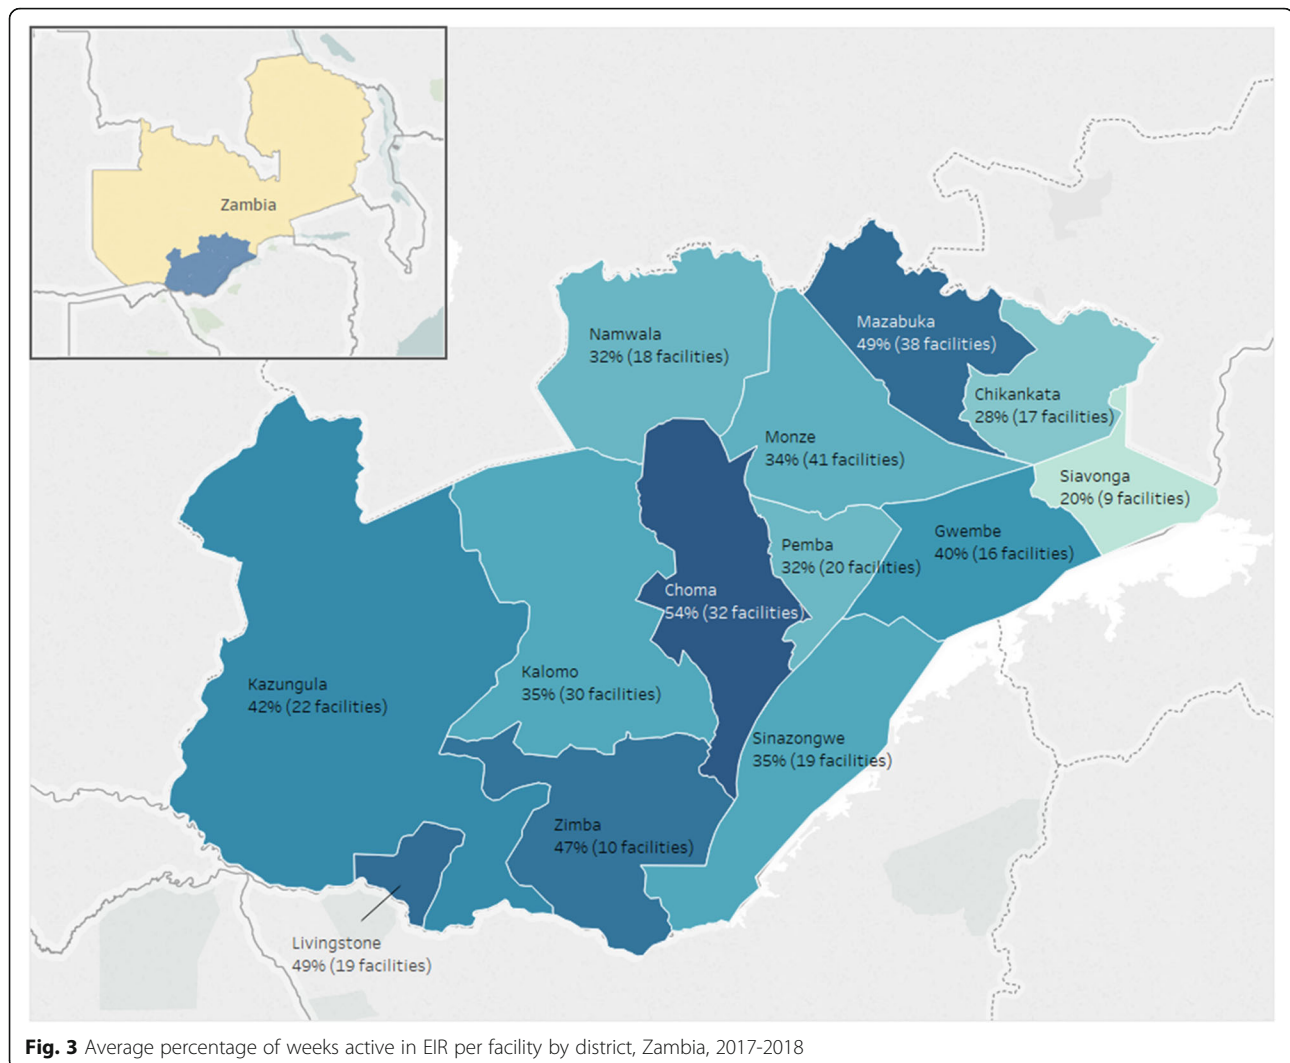 Zambia
Namwala
32% (18 facilities)
Mazabuka
49% (38 facilities)
Chikankata
28% (17 facilities)
Monze
34% (41 facilities)
Siavonga
20% (9 facilities)
Gwembe
40% (16 facilities)
Pemba
32% (20 facilities)
Choma
54% (32 facilities)
Kalomo
35% (30 facilities)
Kazungula
42% (22 facilities)
Sinazongwe
35% (19 facilities)
Zimba
47% (10 facilities)
Livingstone
49% (19 facilities)
Fig. 3 Average percentage of weeks active in EIR per facility by district, Zambia, 2017-2018